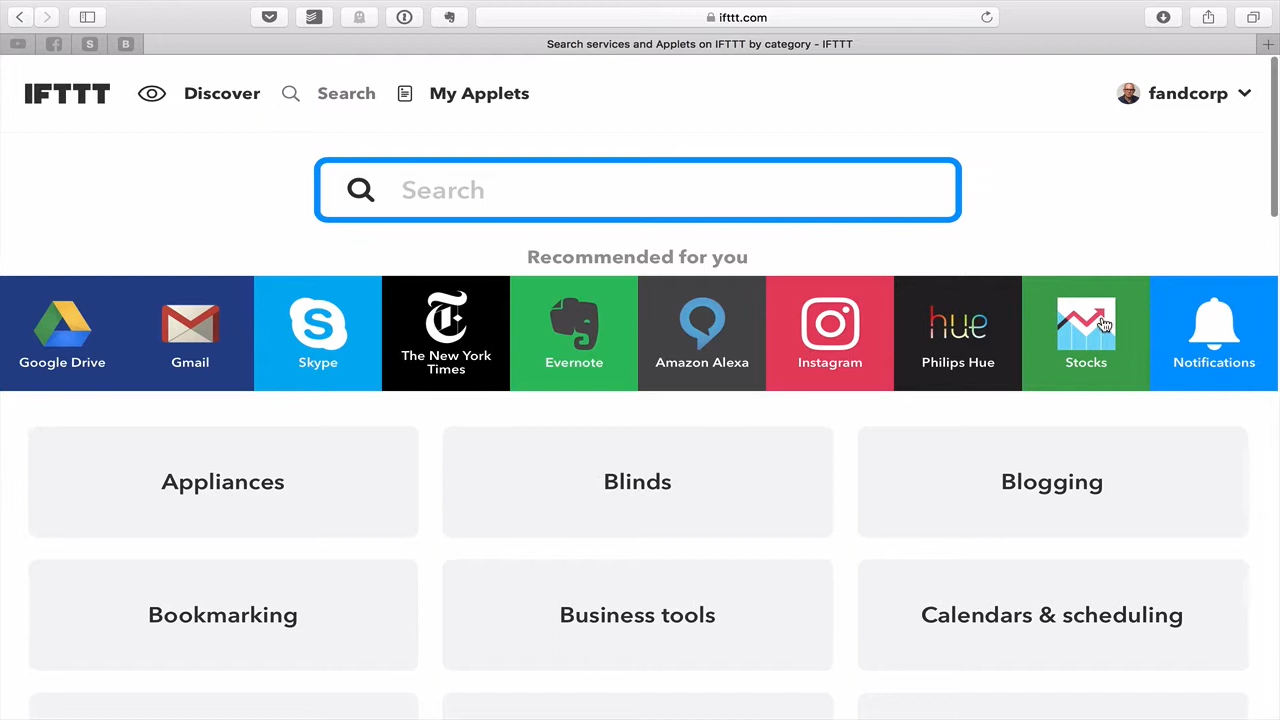 ifttt.com
S
B
Search services and Applets on IFTTT by category – IFTTT
IFTTT
Discover
Search
My Applets
fandcorp
Search
Recommended for you
Google Drive
Gmail
S
Skype
T
The New York
Times
Evernote
Amazon Alexa
Instagram
hue
Philips Hue
Stocks
Notifications
Appliances
Blinds
Blogging
Bookmarking
Business tools
Calendars & scheduling